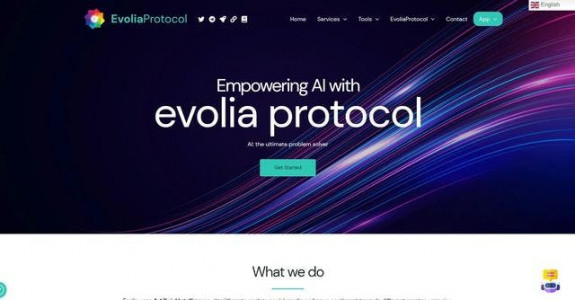 EvoliaProtocol
Home Services Tools EvoliaProtocol Contact App
English
Empowering AI with
evolia protocol
AI: the ultimate problem solver
Get Started
What we do